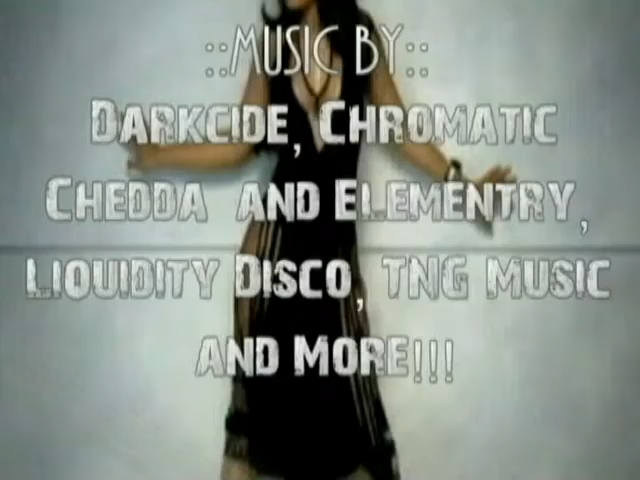 ::MUSIC BY::
DARKCIDE, CHROMATIC
CHEDDA AND ELEMENTRY,
LIQUIDITY DISCO, TNG MUSIC
AND MORE!!!